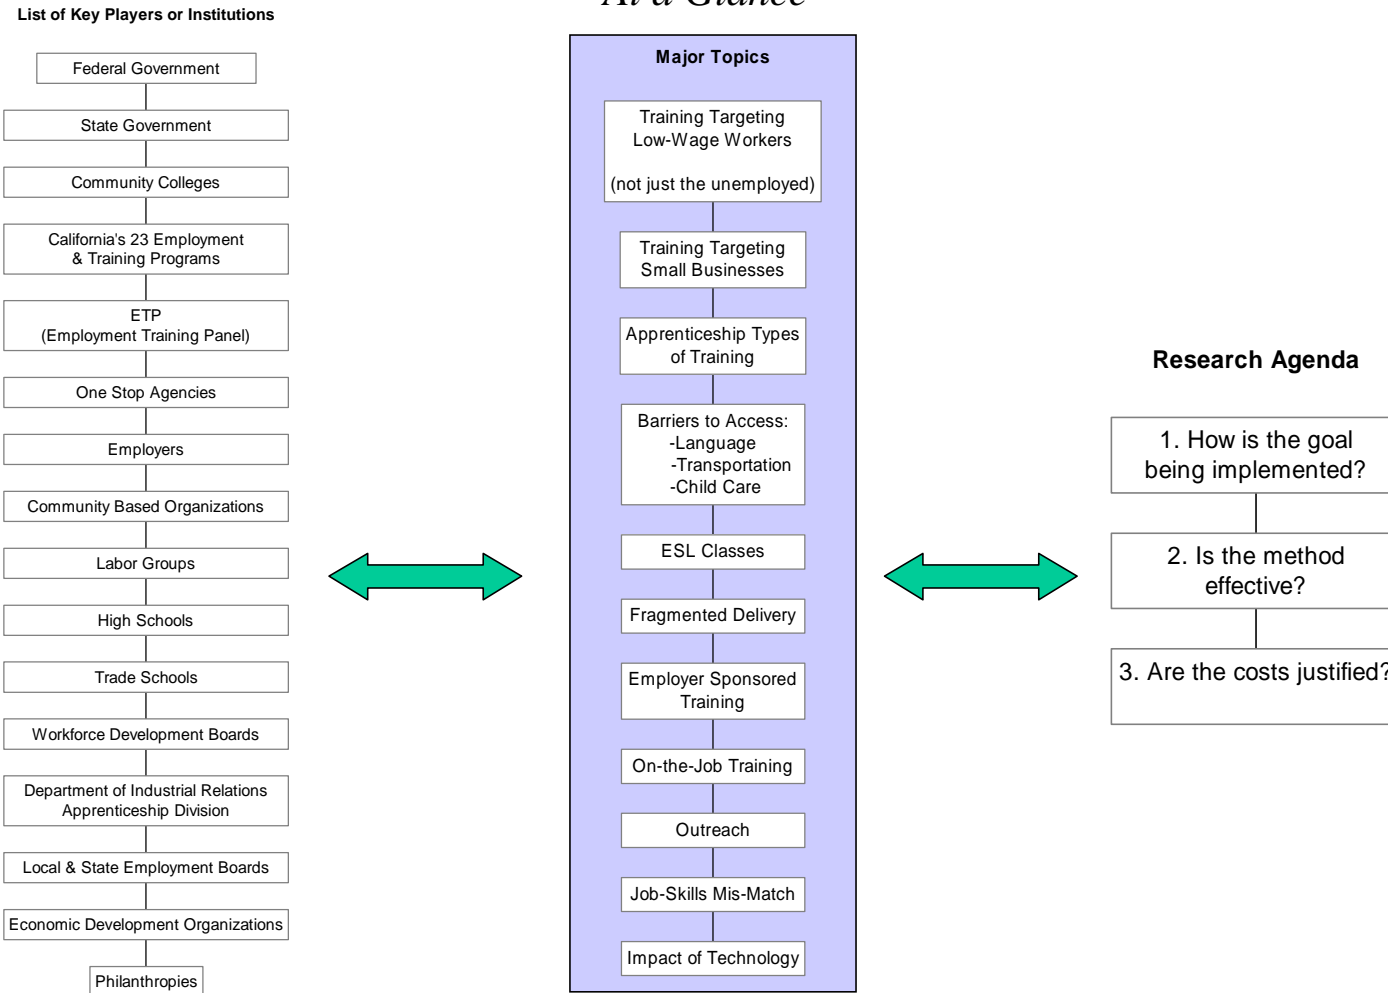 At a Glance
List of Key Players or Institutions
Federal Government
State Government
Community Colleges
California's 23 Employment
& Training Programs
ETP
(Employment Training Panel)
One Stop Agencies
Employers
Community Based Organizations
Labor Groups
High Schools
Trade Schools
Workforce Development Boards
Department of Industrial Relations
Apprenticeship Division
Local & State Employment Boards
Economic Development Organizations
Philanthropies
Major Topics
Training Targeting
Low-Wage Workers
(not just the unemployed)
Training Targeting
Small Businesses
Apprenticeship Types
of Training
Barriers to Access:
-Language
-Transportation
-Child Care
ESL Classes
Fragmented Delivery
Employer Sponsored
Training
On-the-Job Training
Outreach
Job-Skills Mis-Match
Impact of Technology
Research Agenda
1. How is the goal
being implemented?
2. Is the method
effective?
3. Are the costs justified?